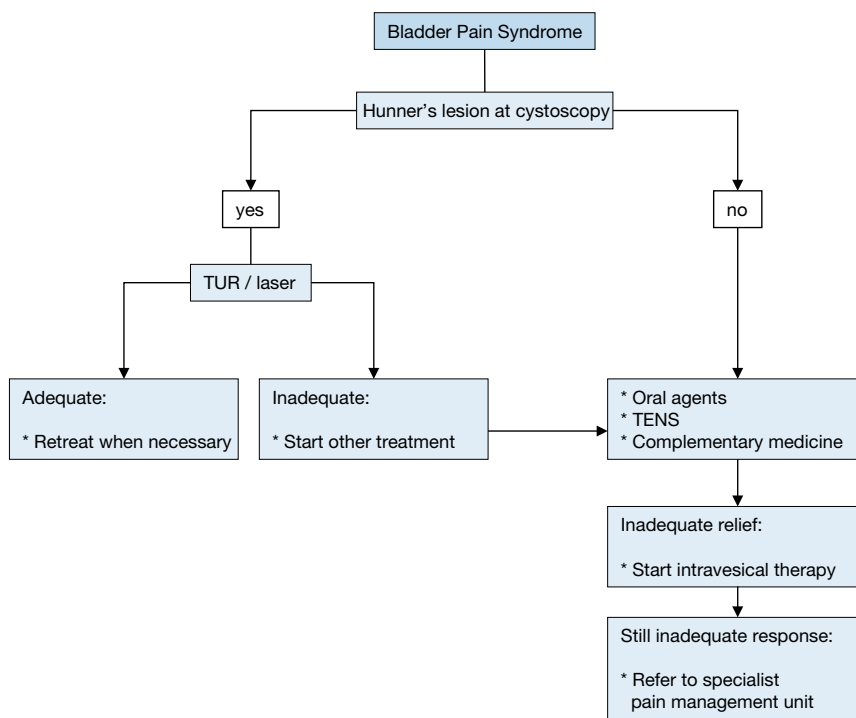 Bladder Pain Syndrome
Hunner’s lesion at cystoscopy
yes
no
TUR / laser
Adequate:
* Retreat when necessary
Inadequate:
* Start other treatment
* Oral agents
* TENS
* Complementary medicine
Inadequate relief:
* Start intravesical therapy
Still inadequate response:
* Refer to specialist
pain management unit